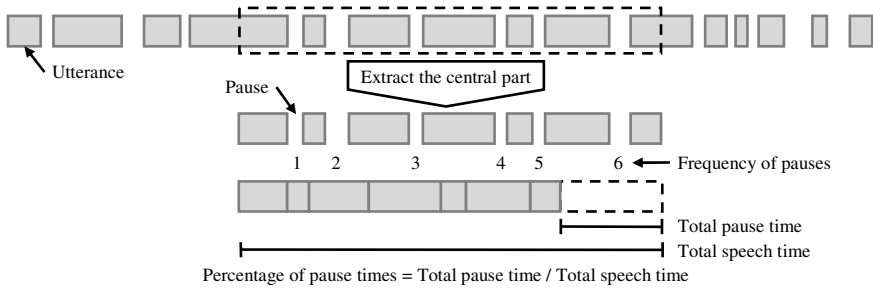 Utterance
Extract the central part
Pause
1 2 3 4 5 6 Frequency of pauses
Total pause time
Total speech time
Percentage of pause times = Total pause time / Total speech time